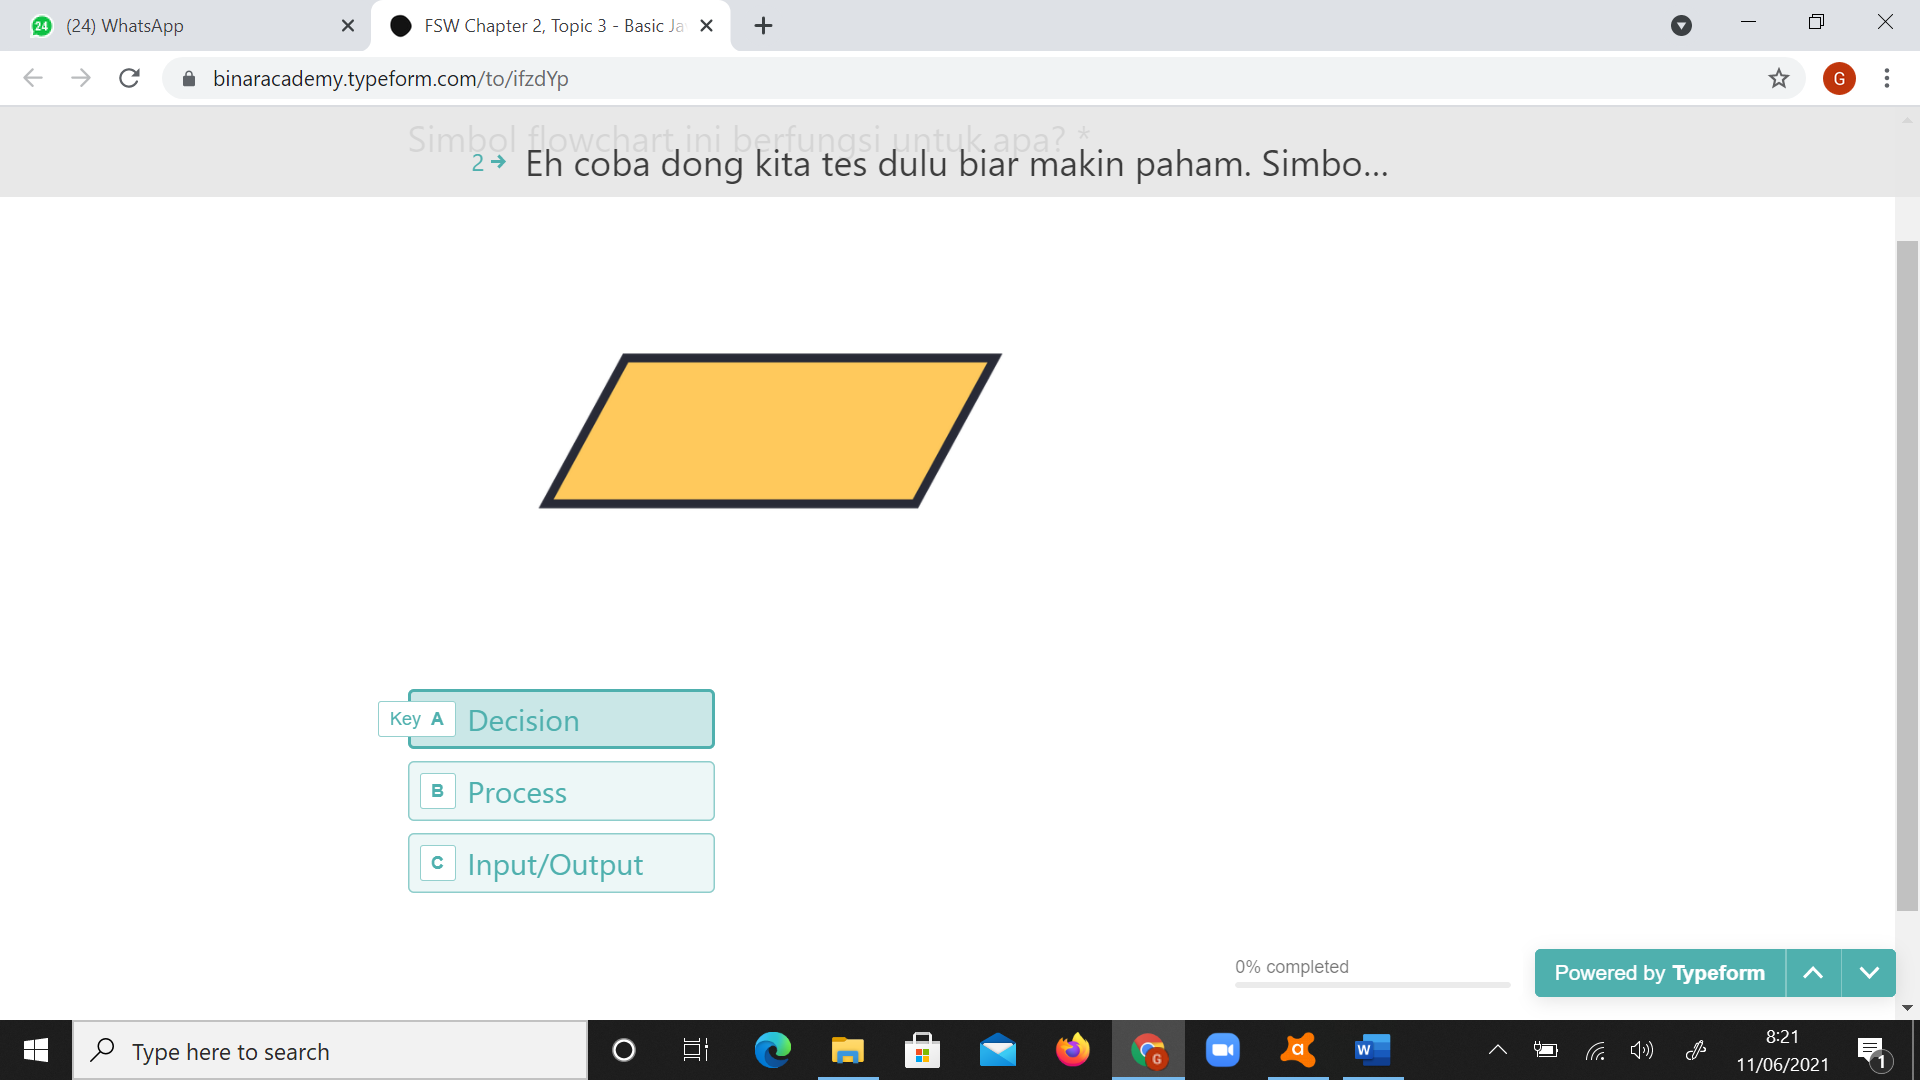 24 (24) WhatsApp
FSW Chapter 2, Topic 3 - Basic Ja
binaracademy.typeform.com/to/ifzdYp
G
Simbol flowchart ini berfungsi untuk apa? *
2 Eh coba dong kita tes dulu biar makin paham. Simbo...
Key A Decision
B Process
C Input/Output
0% completed
Powered by Typeform
Type here to search
G
a
W
8:21
11/06/2021
1